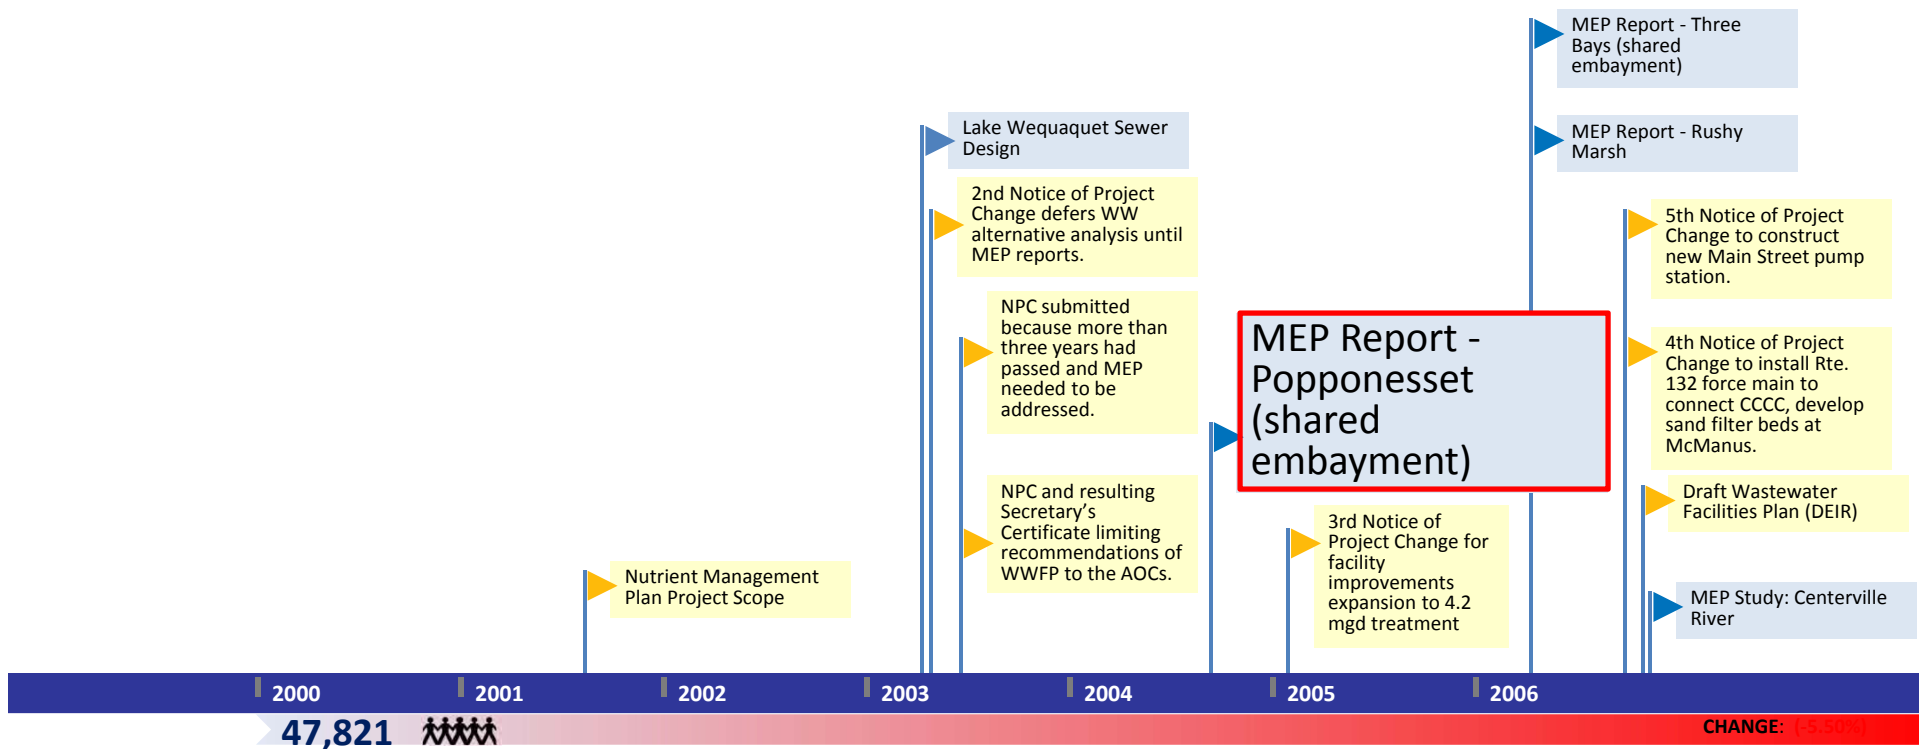 MEP Report - Three
Bays (shared
embayment)
Lake Wequaquet Sewer
Design
MEP Report - Rushy
Marsh
2nd Notice of Project
Change defers WW
alternative analysis until
MEP reports.
5th Notice of Project
Change to construct
new Main Street pump
station.
NPC submitted
because more than
three years had
passed and MEP
needed to be
addressed.
MEP Report -
Popponesset
(shared
embayment)
4th Notice of Project
Change to install Rte.
132 force main to
connect CCCC, develop
sand filter beds at
McManus.
NPC and resulting
Secretary’s
Certificate limiting
recommendations of
WWFP to the AOCs.
Draft Wastewater
Facilities Plan (DEIR)
3rd Notice of
Project Change for
facility
improvements
expansion to 4.2
mgd treatment
Nutrient Management
Plan Project Scope
MEP Study: Centerville
River
2000 2001 2002 2003 2004 2005 2006
47,821 CHANGE: (-5.50%)